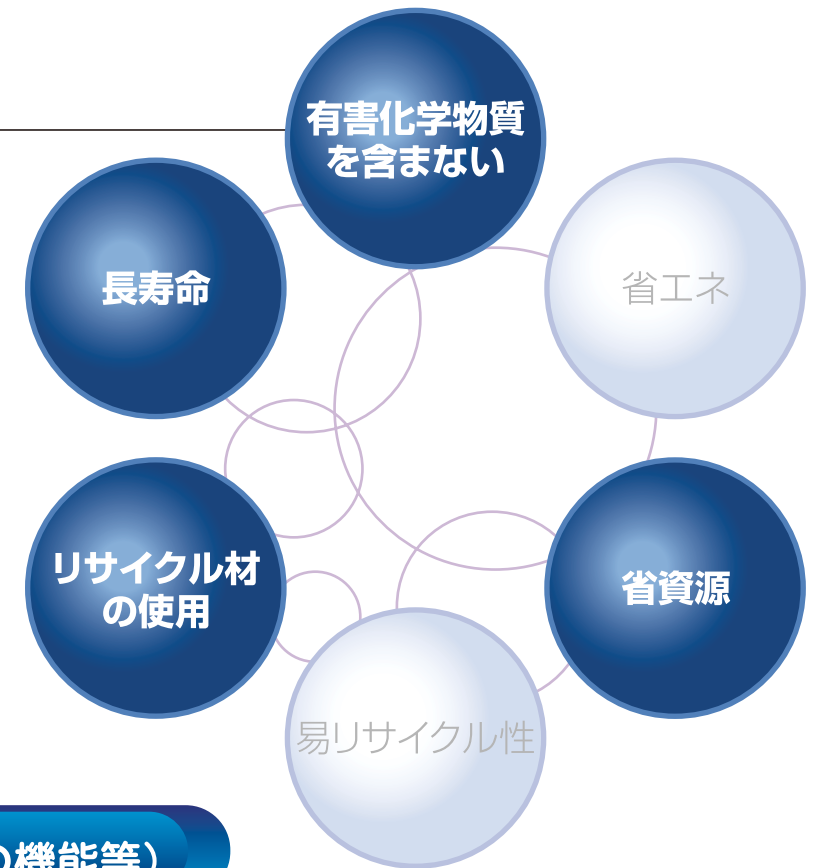 有害化学物質
を含まない
長寿命
省エネ
リサイクル材
の使用
省資源
易リサイクル性
の機能等）